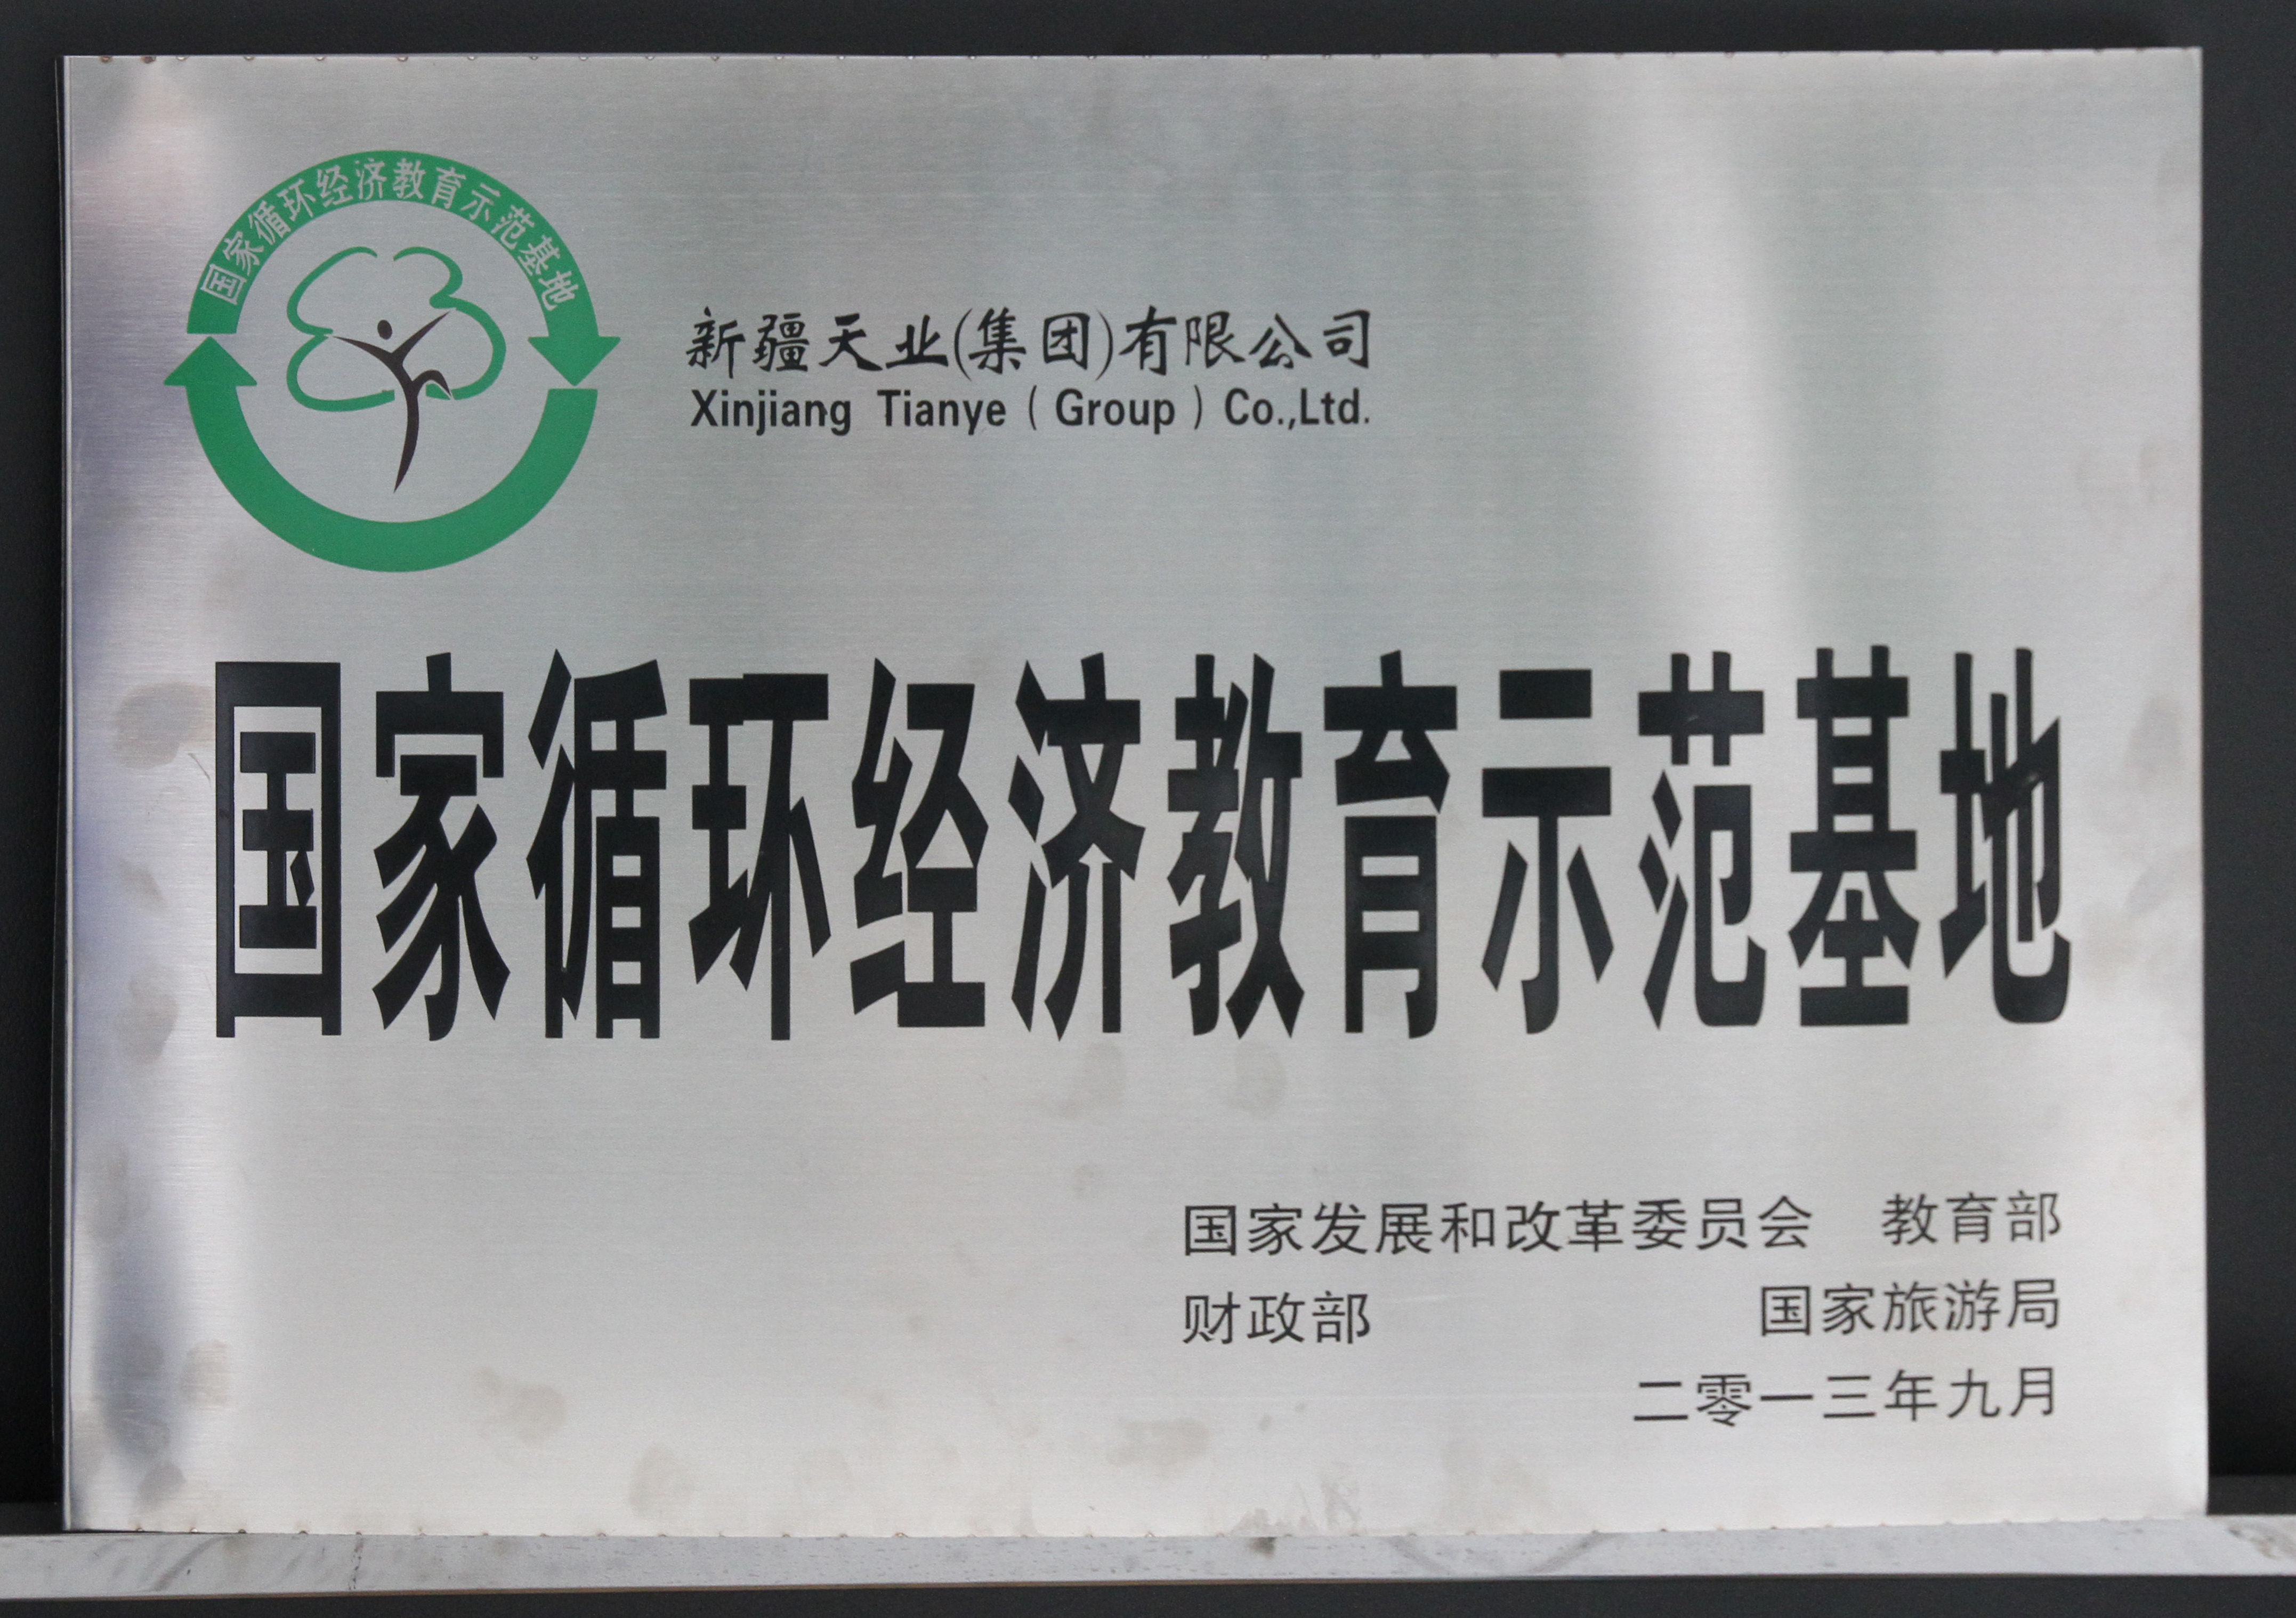 国家循环经济教育示范基地
新疆天业(集团)有限公司
Xinjiang Tianye (Group) Co.,Ltd.
国家循环经济教育示范基地
国家发展和改革委员会 教育部
财政部 国家旅游局
二零一三年九月